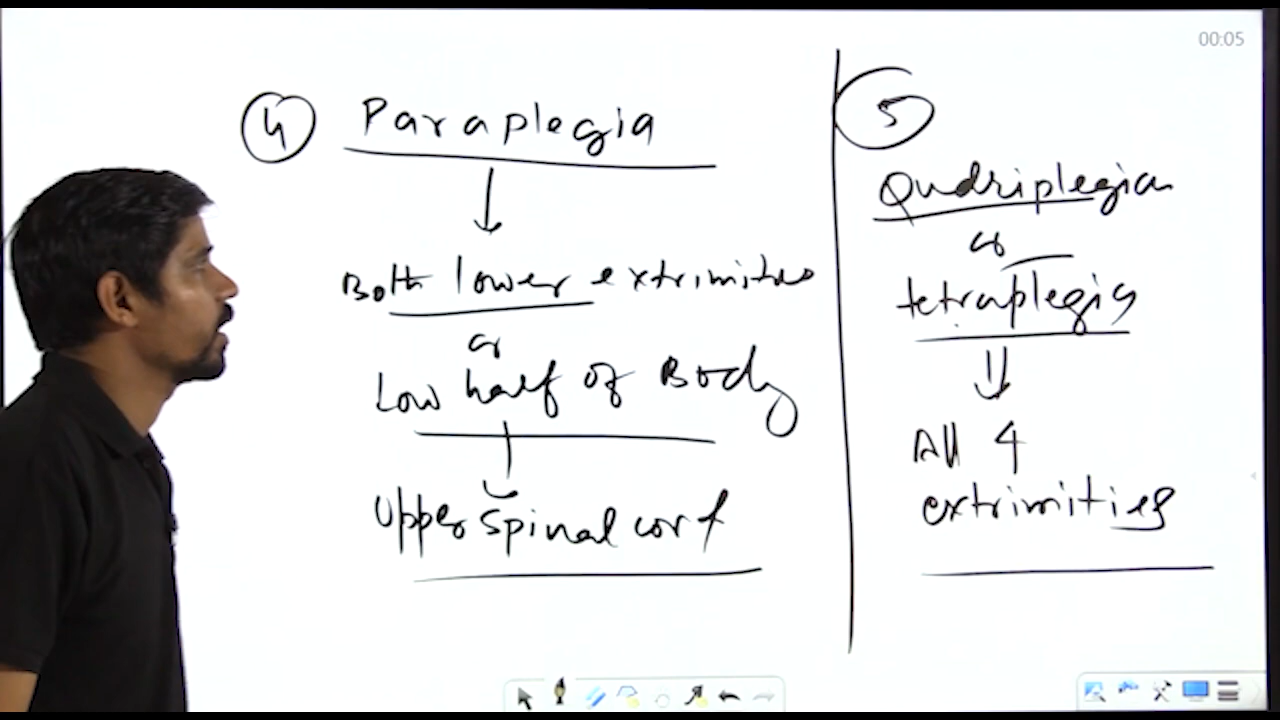 00:05
4 Paraplegia
Both lower extrimities
or
Low half of Body
Upper Spinal cord
5
Quadriplegia
or
tetraplegia
All 4
extrimities